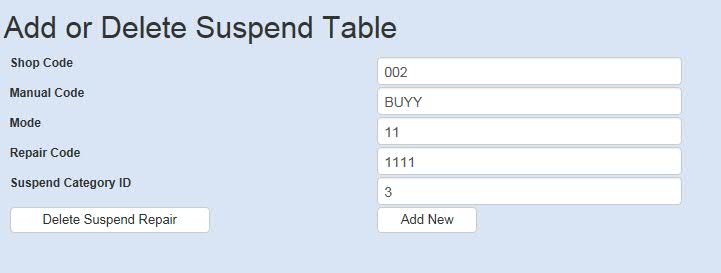 Add or Delete Suspend Table
Shop Code 002
Manual Code BUYY
Mode 11
Repair Code 1111
Suspend Category ID 3
Delete Suspend Repair Add New